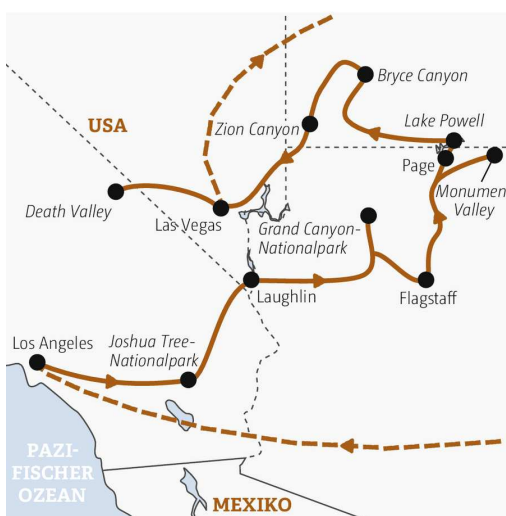 Bryce Canyon
USA
Lake Powell
Zion Canyon
Page
Monumen
Valley
Death Valley
Las Vegas
Grand Canyon-
Nationalpark
Laughlin
Flagstaff
Los Angeles
Joshua Tree-
Nationalpark
PAZI-
FISCHER
OZEAN
MEXIKO